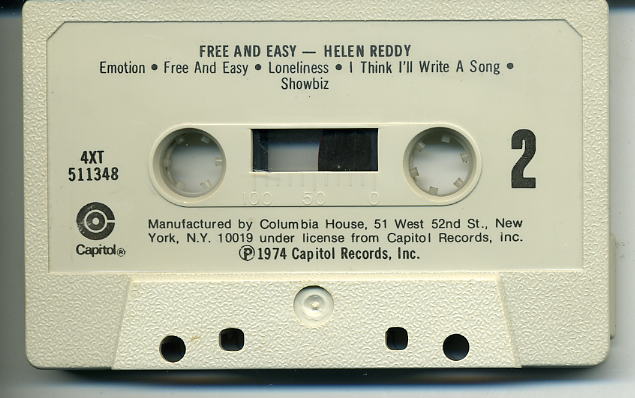 FREE AND EASY — HELEN REDDY
Emotion • Free And Easy • Loneliness • I Think I'll Write A Song •
Showbiz
4XT
511348
2
100 50 0
Capitol®
Manufactured by Columbia House, 51 West 52nd St., New
York, N.Y. 10019 under license from Capitol Records, Inc.
Ⓟ1974 Capitol Records, Inc.